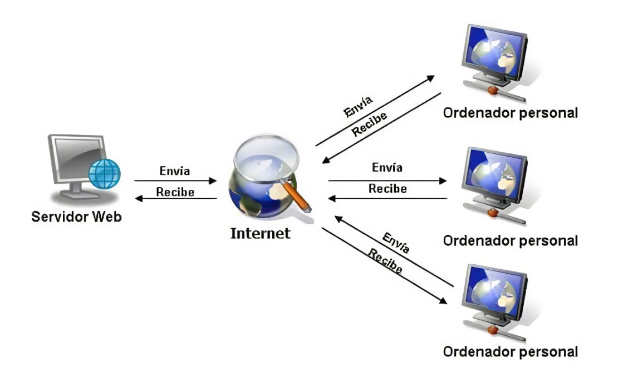 Envía
Recibe
Ordenador personal
Envía
Recibe
Servidor Web
Internet
Envía
Recibe
Ordenador personal
Envía
Recibe
Ordenador personal